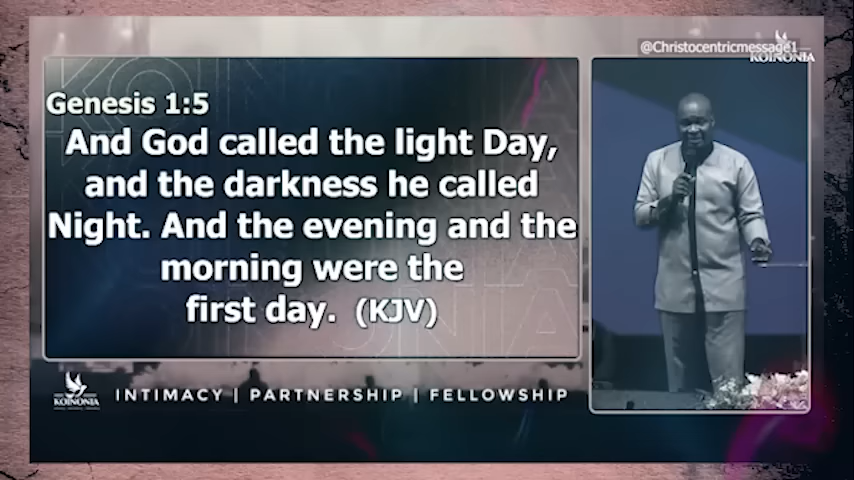 @Christocentricmessage1
KOINONIA
Genesis 1:5
And God called the light Day,
and the darkness he called
Night. And the evening and the
morning were the
first day. (KJV)
KOINONIA
INTIMACY | PARTNERSHIP | FELLOWSHIP